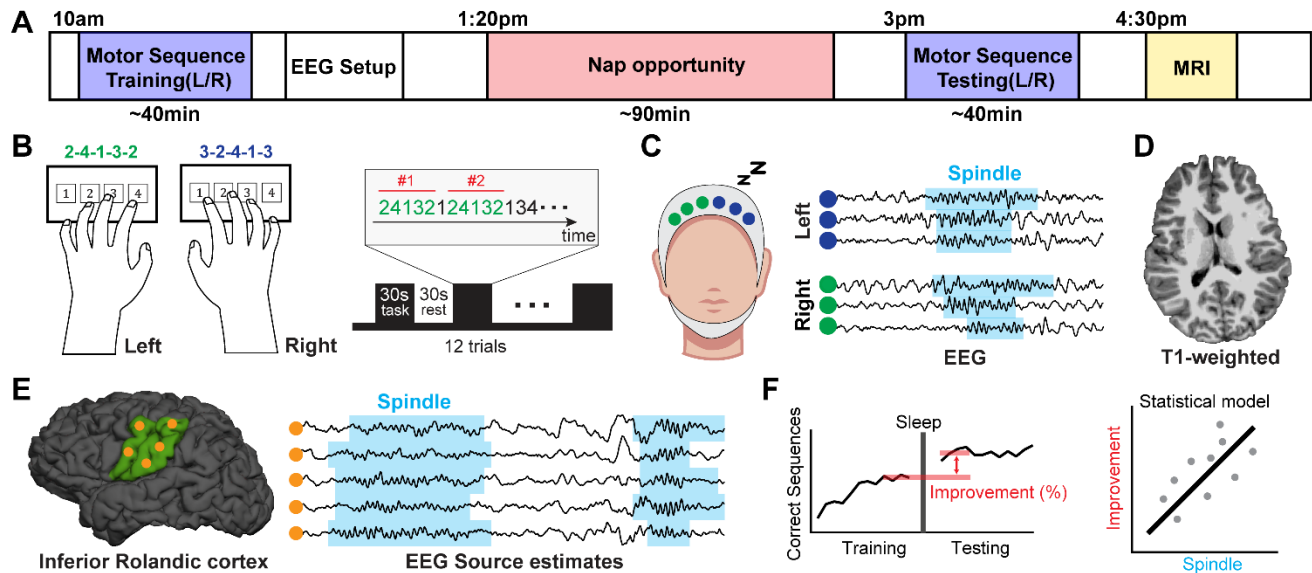 A
10am
1:20pm
3pm
4:30pm
Motor Sequence
Training(L/R)
EEG Setup
Nap opportunity
Motor Sequence
Testing(L/R)
MRI
~40min
~90min
~40min
B
2-4-1-3-2
3-2-4-1-3
1 2 3 4
1 2 3 4
Left
Right
#1 #2
24132124132134···
time
30s
task
30s
rest
···
12 trials
C
zzN
Spindle
Left
Right
EEG
D
T1-weighted
E
Spindle
Inferior Rolandic cortex
EEG Source estimates
F
Sleep
Correct Sequences
Improvement (%)
Training
Testing
Statistical model
Improvement
Spindle